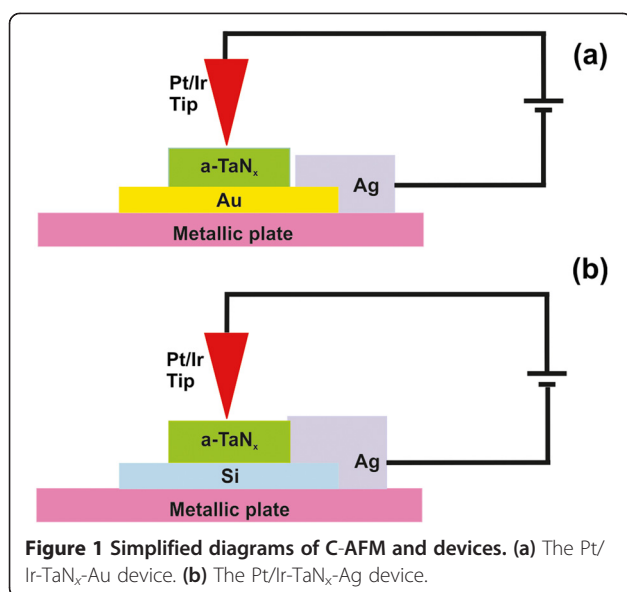 (a)
Pt/Ir
Tip
a-TaNₓ
Ag
Au
Metallic plate
(b)
Pt/Ir
Tip
a-TaNₓ
Ag
Si
Metallic plate
Figure 1 Simplified diagrams of C-AFM and devices. (a) The Pt/
Ir-TaNₓ-Au device. (b) The Pt/Ir-TaNₓ-Ag device.